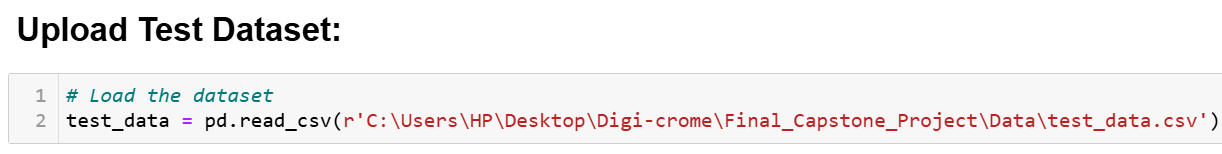 Upload Test Dataset:
1 # Load the dataset
2 test_data = pd.read_csv(r'C:\Users\HP\Desktop\Digi-crome\Final_Capstone_Project\Data\test_data.csv')